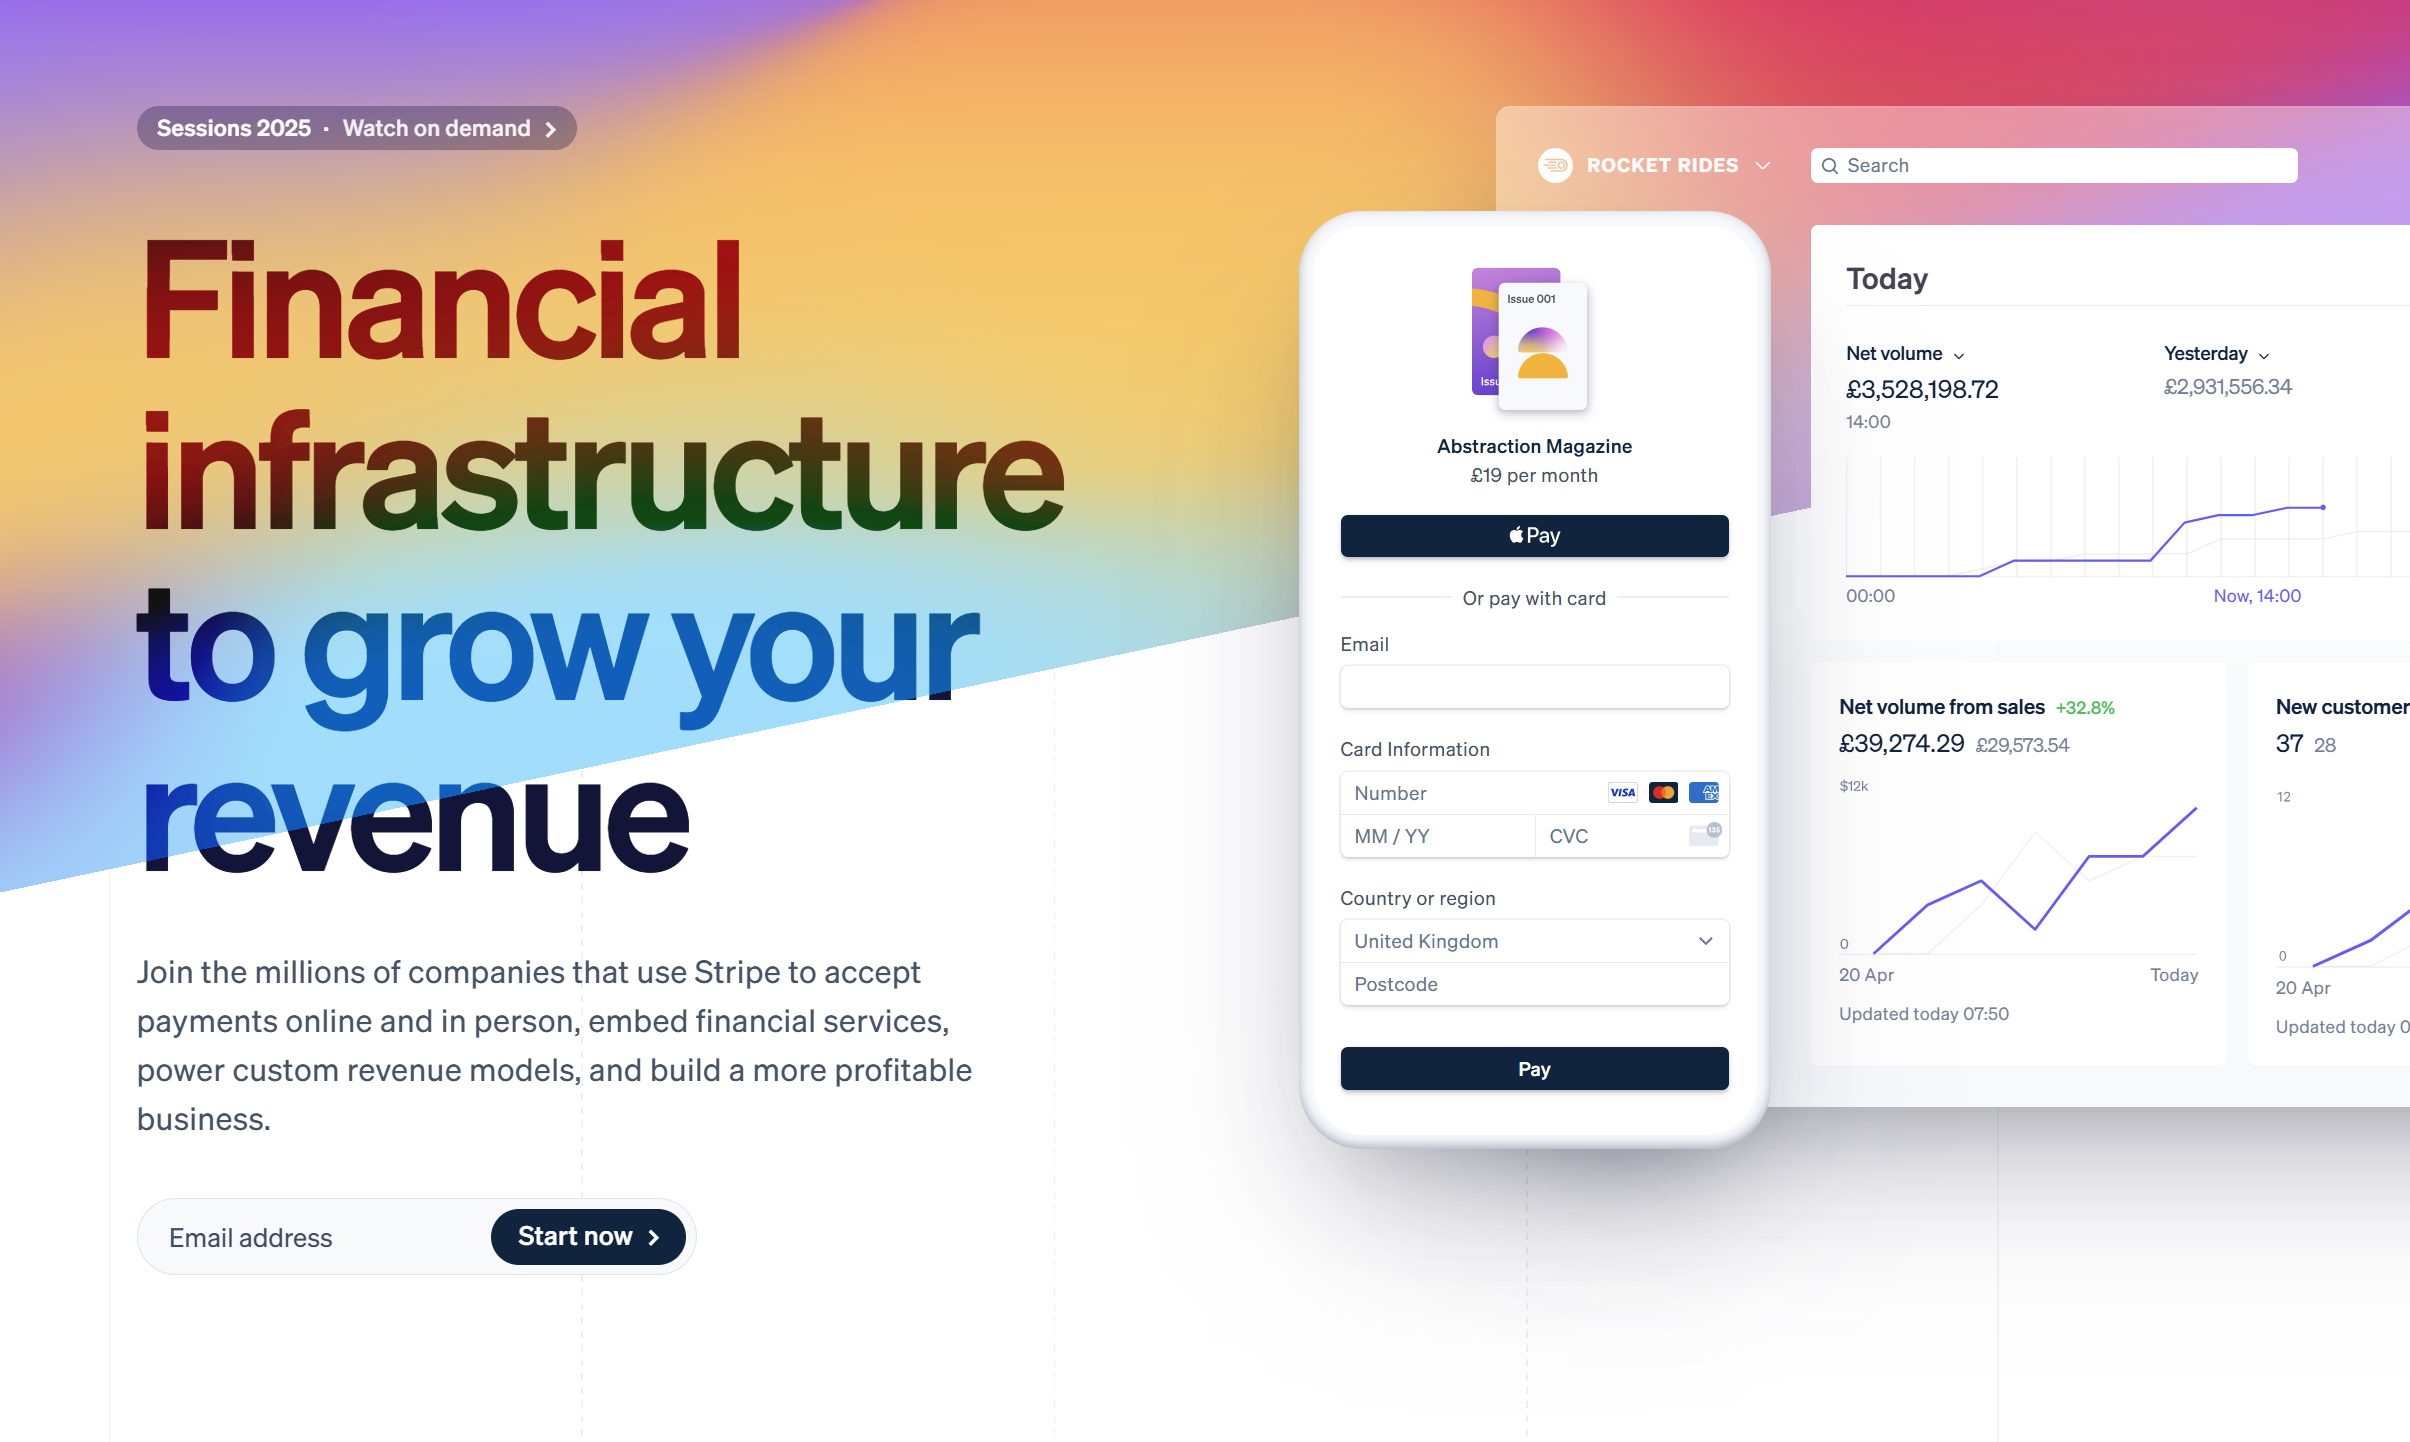 Sessions 2025 · Watch on demand
Financial
infrastructure
to grow your
revenue
Join the millions of companies that use Stripe to accept
payments online and in person, embed financial services,
power custom revenue models, and build a more profitable
business.
Email address
Start now
Issue 001
Issu
Abstraction Magazine
£19 per month
Pay
Or pay with card
Email
Card Information
Number
VISA
AM
EX
MM / YY
CVC
135
Country or region
United Kingdom
Postcode
Pay
ROCKET RIDES
Search
Today
Net volume
£3,528,198.72
14:00
Yesterday
£2,931,556.34
00:00
Now, 14:00
Net volume from sales +32.8%
£39,274.29 £29,573.54
$12k
0
20 Apr
Today
Updated today 07:50
New customer
37 28
12
0
20 Apr
Updated today 0